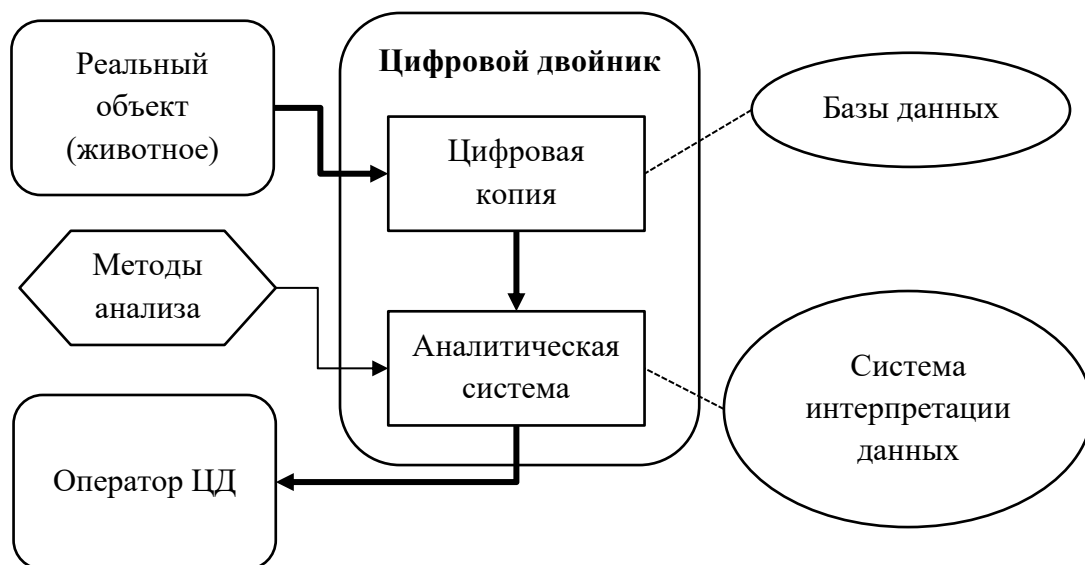 Реальный
объект
(животное)
Цифровой двойник
Базы данных
Цифровая
копия
Методы
анализа
Аналитическая
система
Система
интерпретации
данных
Оператор ЦД